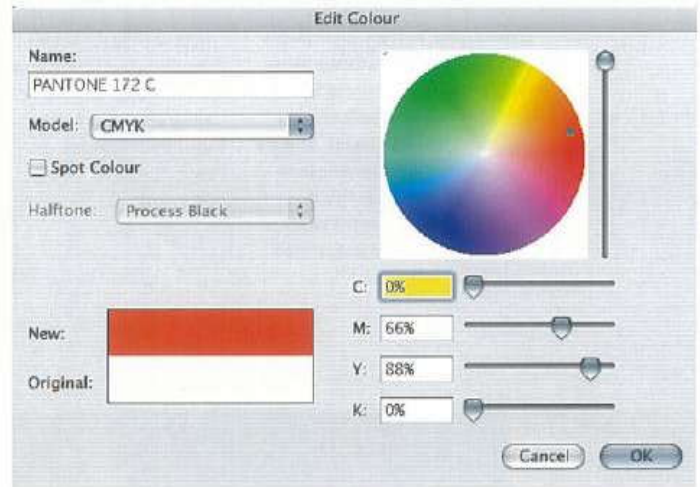 Edit Colour
Name:
PANTONE 172 C
Model: CMYK
Spot Colour
Halftone: Process Black
New:
Original:
C: 0%
M: 66%
Y: 88%
K: 0%
Cancel OK